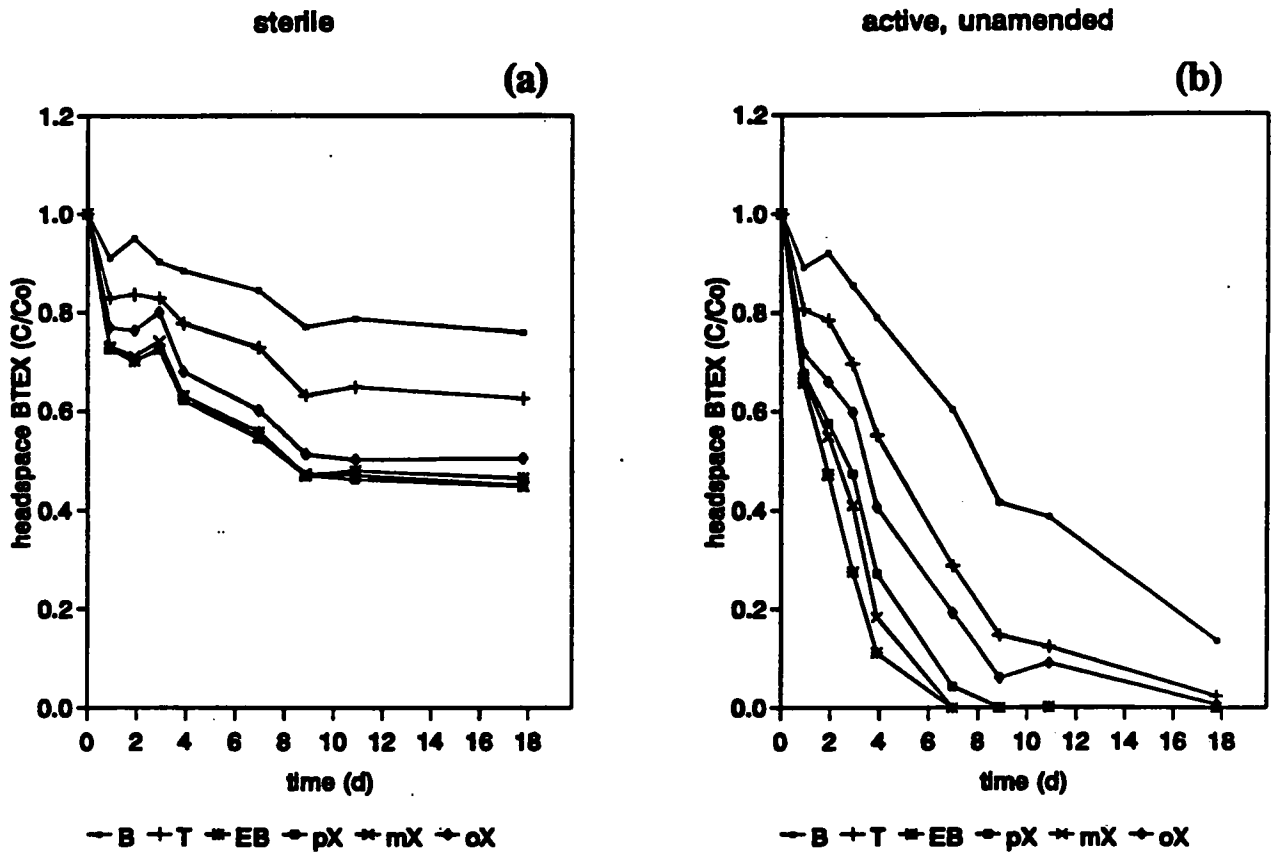 sterile
active, unamended
(a)
(b)
headspace BTEX (C/Co)
1.2
1.0
0.8
0.6
0.4
0.2
0.0
0 2 4 6 8 10 12 14 16 18
time (d)
B T EB pX mX oX
headspace BTEX (C/Co)
1.2
1.0
0.8
0.6
0.4
0.2
0.0
0 2 4 6 8 10 12 14 16 18
time (d)
B T EB pX mX oX